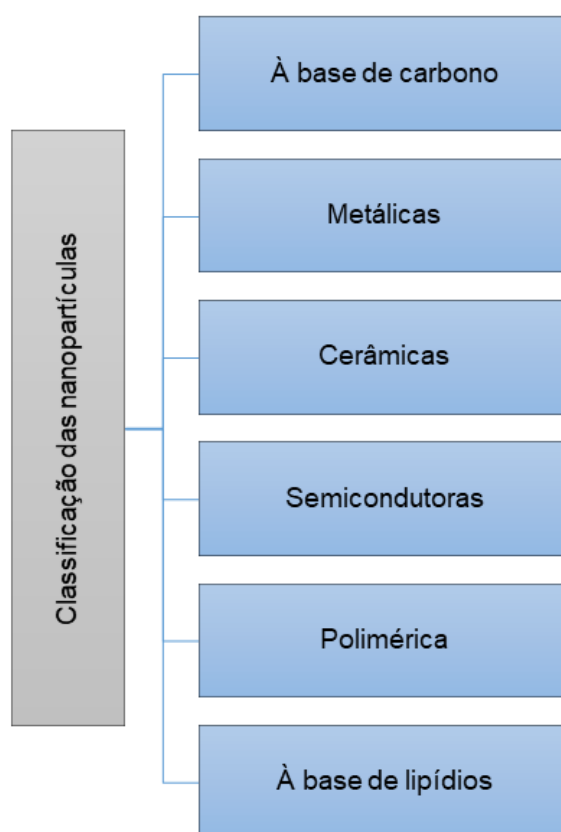 Classificação das nanopartículas
À base de carbono
Metálicas
Cerâmicas
Semicondutoras
Polimérica
À base de lipídios